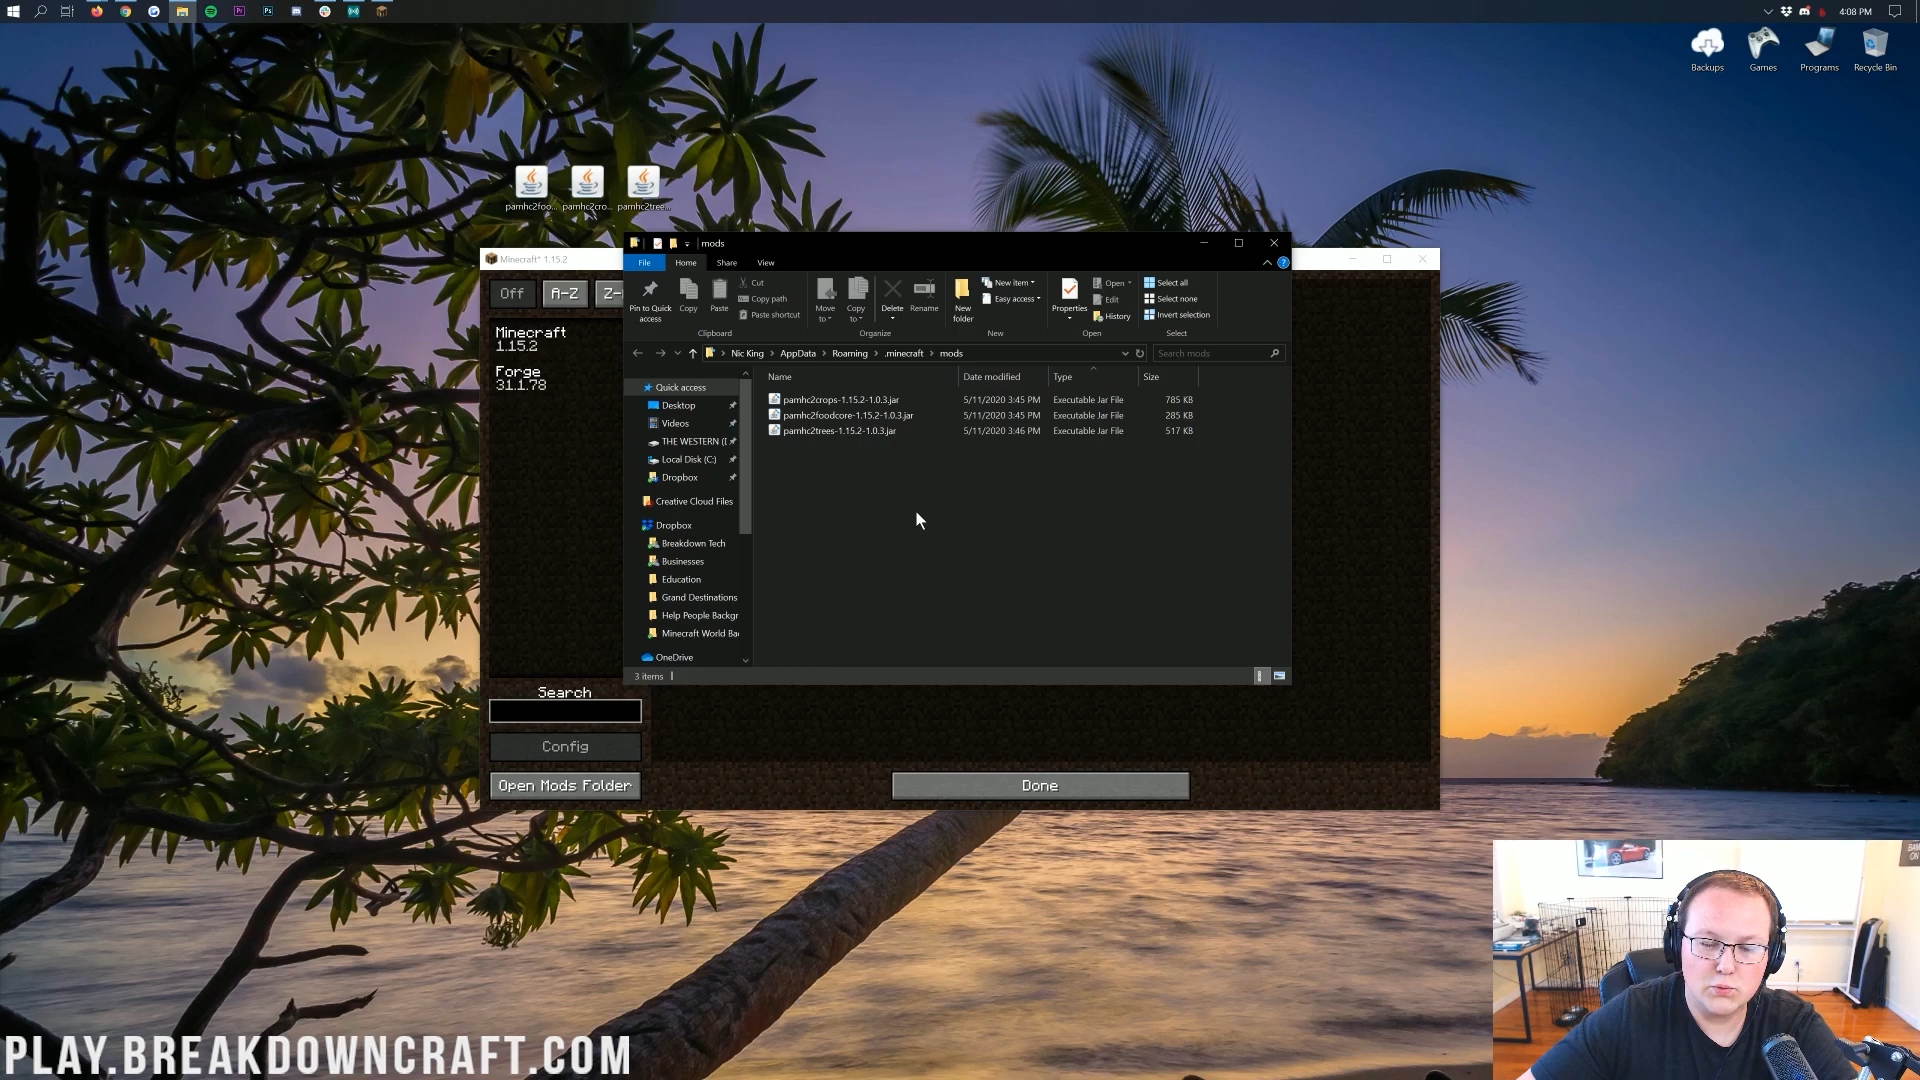 4:08 PM
Backups
Games
Programs
Recycle Bin
pamhc2foo...
pamhc2cro...
pamhc2tree...
mods
File
Home
Share
View
Minecraft* 1.15.2
Off
A-Z
Z-
Minecraft
1.15.2
Forge
31.1.78
Pin to Quick access
Copy
Paste
Cut
Copy path
Paste shortcut
Clipboard
Move to
Copy to
Delete
Rename
Organize
New folder
New item
Easy access
New
Properties
Open
Edit
History
Open
Select all
Select none
Invert selection
Select
Nic King > AppData > Roaming > .minecraft > mods
Search mods
Name
Date modified
Type
Size
pamhc2crops-1.15.2-1.0.3.jar 5/11/2020 3:45 PM Executable Jar File 785 KB
pamhc2foodcore-1.15.2-1.0.3.jar 5/11/2020 3:45 PM Executable Jar File 285 KB
pamhc2trees-1.15.2-1.0.3.jar 5/11/2020 3:46 PM Executable Jar File 517 KB
Quick access
Desktop
Videos
THE WESTERN (
Local Disk (C:)
Dropbox
Creative Cloud Files
Dropbox
Breakdown Tech
Businesses
Education
Grand Destinations
Help People Backgr
Minecraft World Ba
OneDrive
3 items
Search
Config
Open Mods Folder
Done
PLAY.BREAKDOWNCRAFT.COM